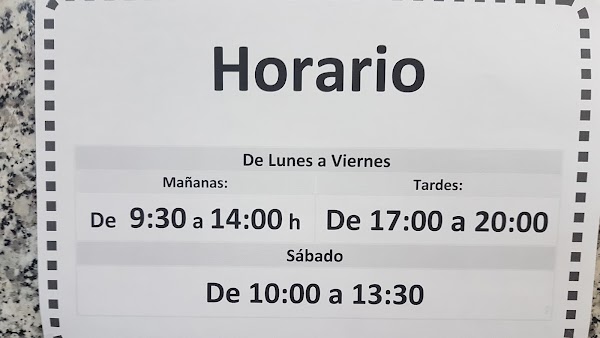 Horario
De Lunes a Viernes
Mañanas: Tardes:
De 9:30 a 14:00 h De 17:00 a 20:00
Sábado
De 10:00 a 13:30